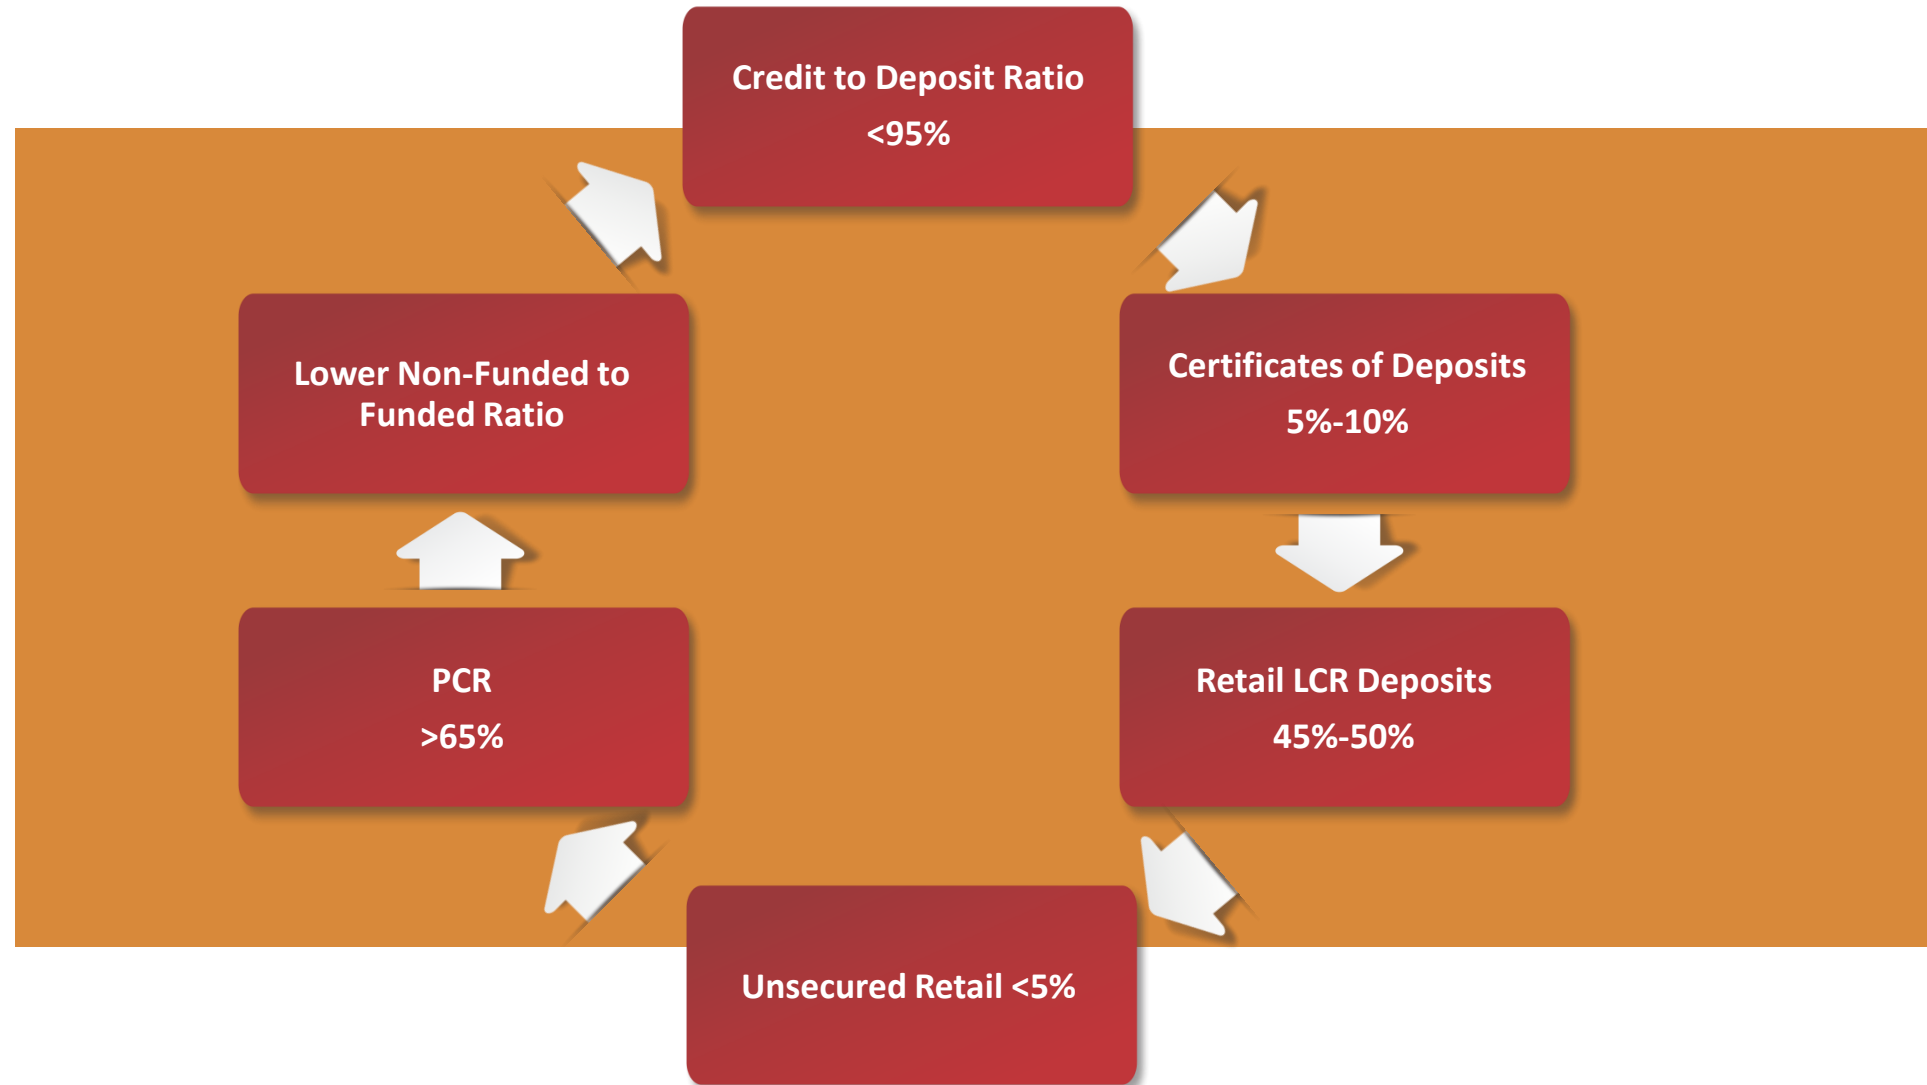 Credit to Deposit Ratio
<95%
Certificates of Deposits
5%-10%
Retail LCR Deposits
45%-50%
Unsecured Retail <5%
PCR
>65%
Lower Non-Funded to
Funded Ratio